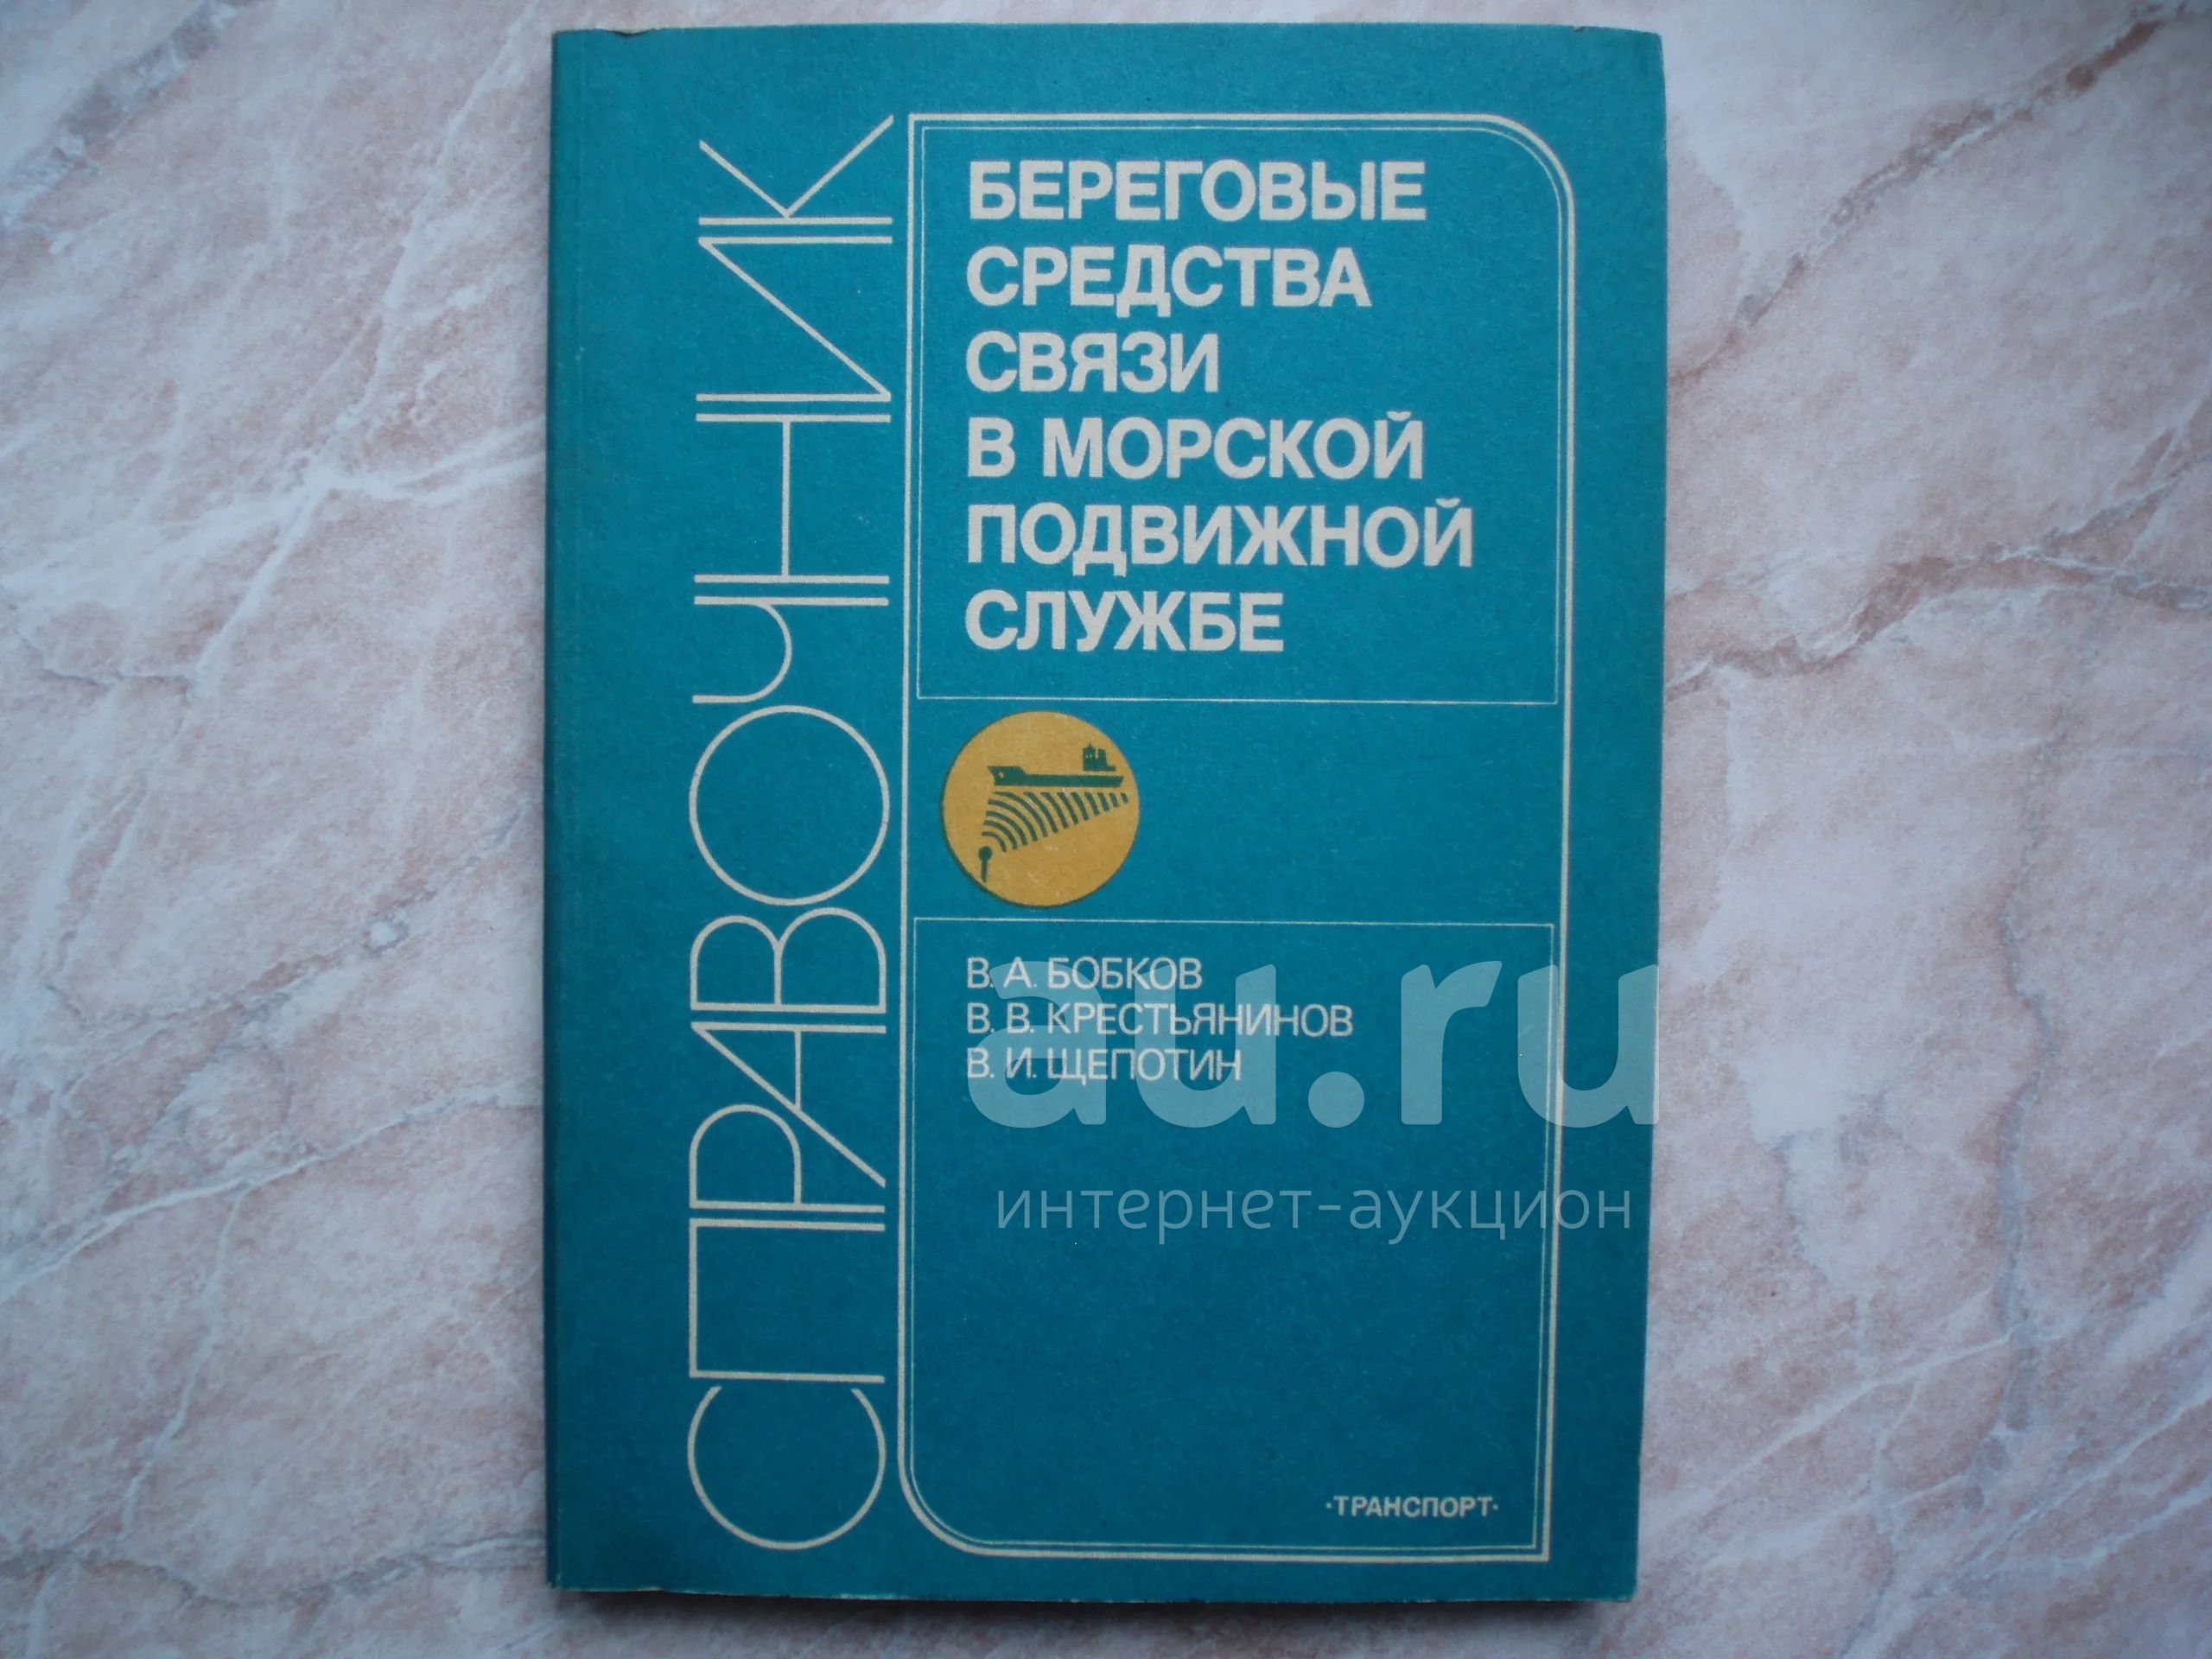 СПРАВОЧНИК
БЕРЕГОВЫЕ
СРЕДСТВА
СВЯЗИ
В МОРСКОЙ
ПОДВИЖНОЙ
СЛУЖБЕ
В. А. БОБКОВ
В. В. КРЕСТЬЯНИНОВ
В. И. ЩЕПОТИН
au.ru
интернет-аукцион
·ТРАНСПОРТ·